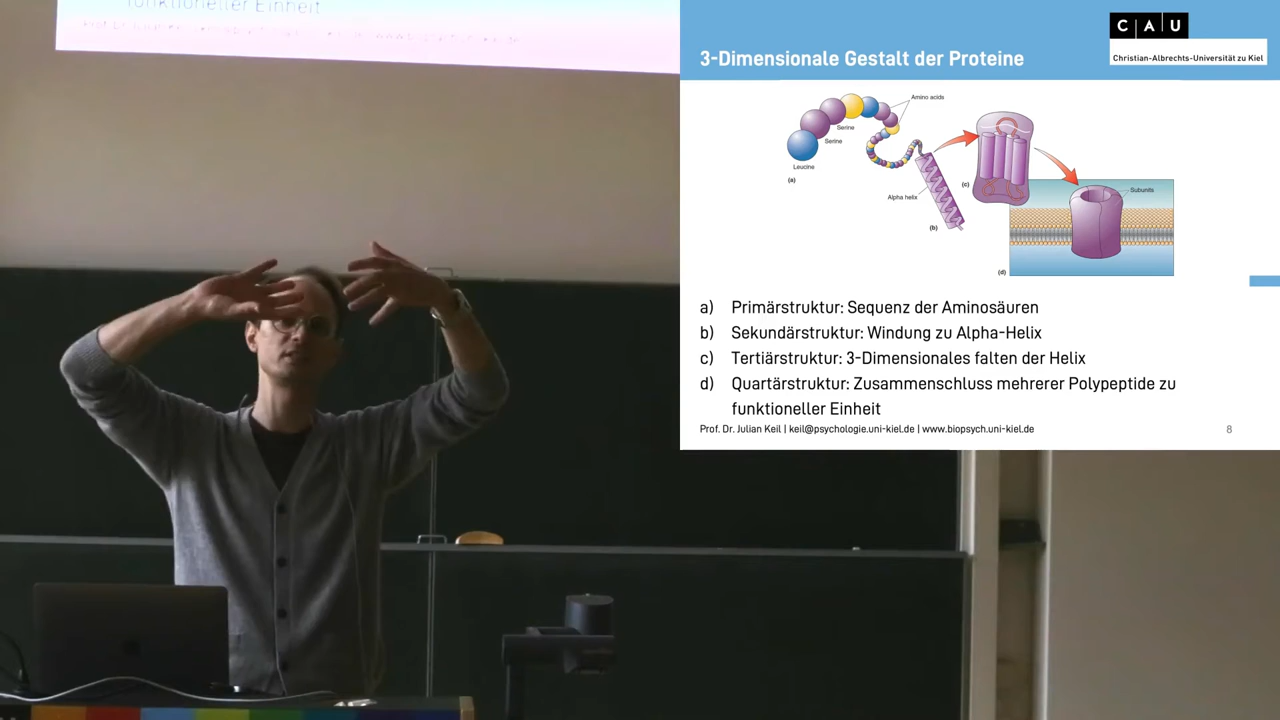 funktioneller Einheit
3-Dimensionale Gestalt der Proteine
C A U
Christian-Albrechts-Universität zu Kiel
Amino acids
Serine
Serine
Leucine
(a)
Alpha helix
(b)
(c)
Subunits
(d)
a) Primärstruktur: Sequenz der Aminosäuren
b) Sekundärstruktur: Windung zu Alpha-Helix
c) Tertiärstruktur: 3-Dimensionales falten der Helix
d) Quartärstruktur: Zusammenschluss mehrerer Polypeptide zu
funktioneller Einheit
Prof. Dr. Julian Keil | keil@psychologie.uni-kiel.de | www.biopsych.uni-kiel.de
8